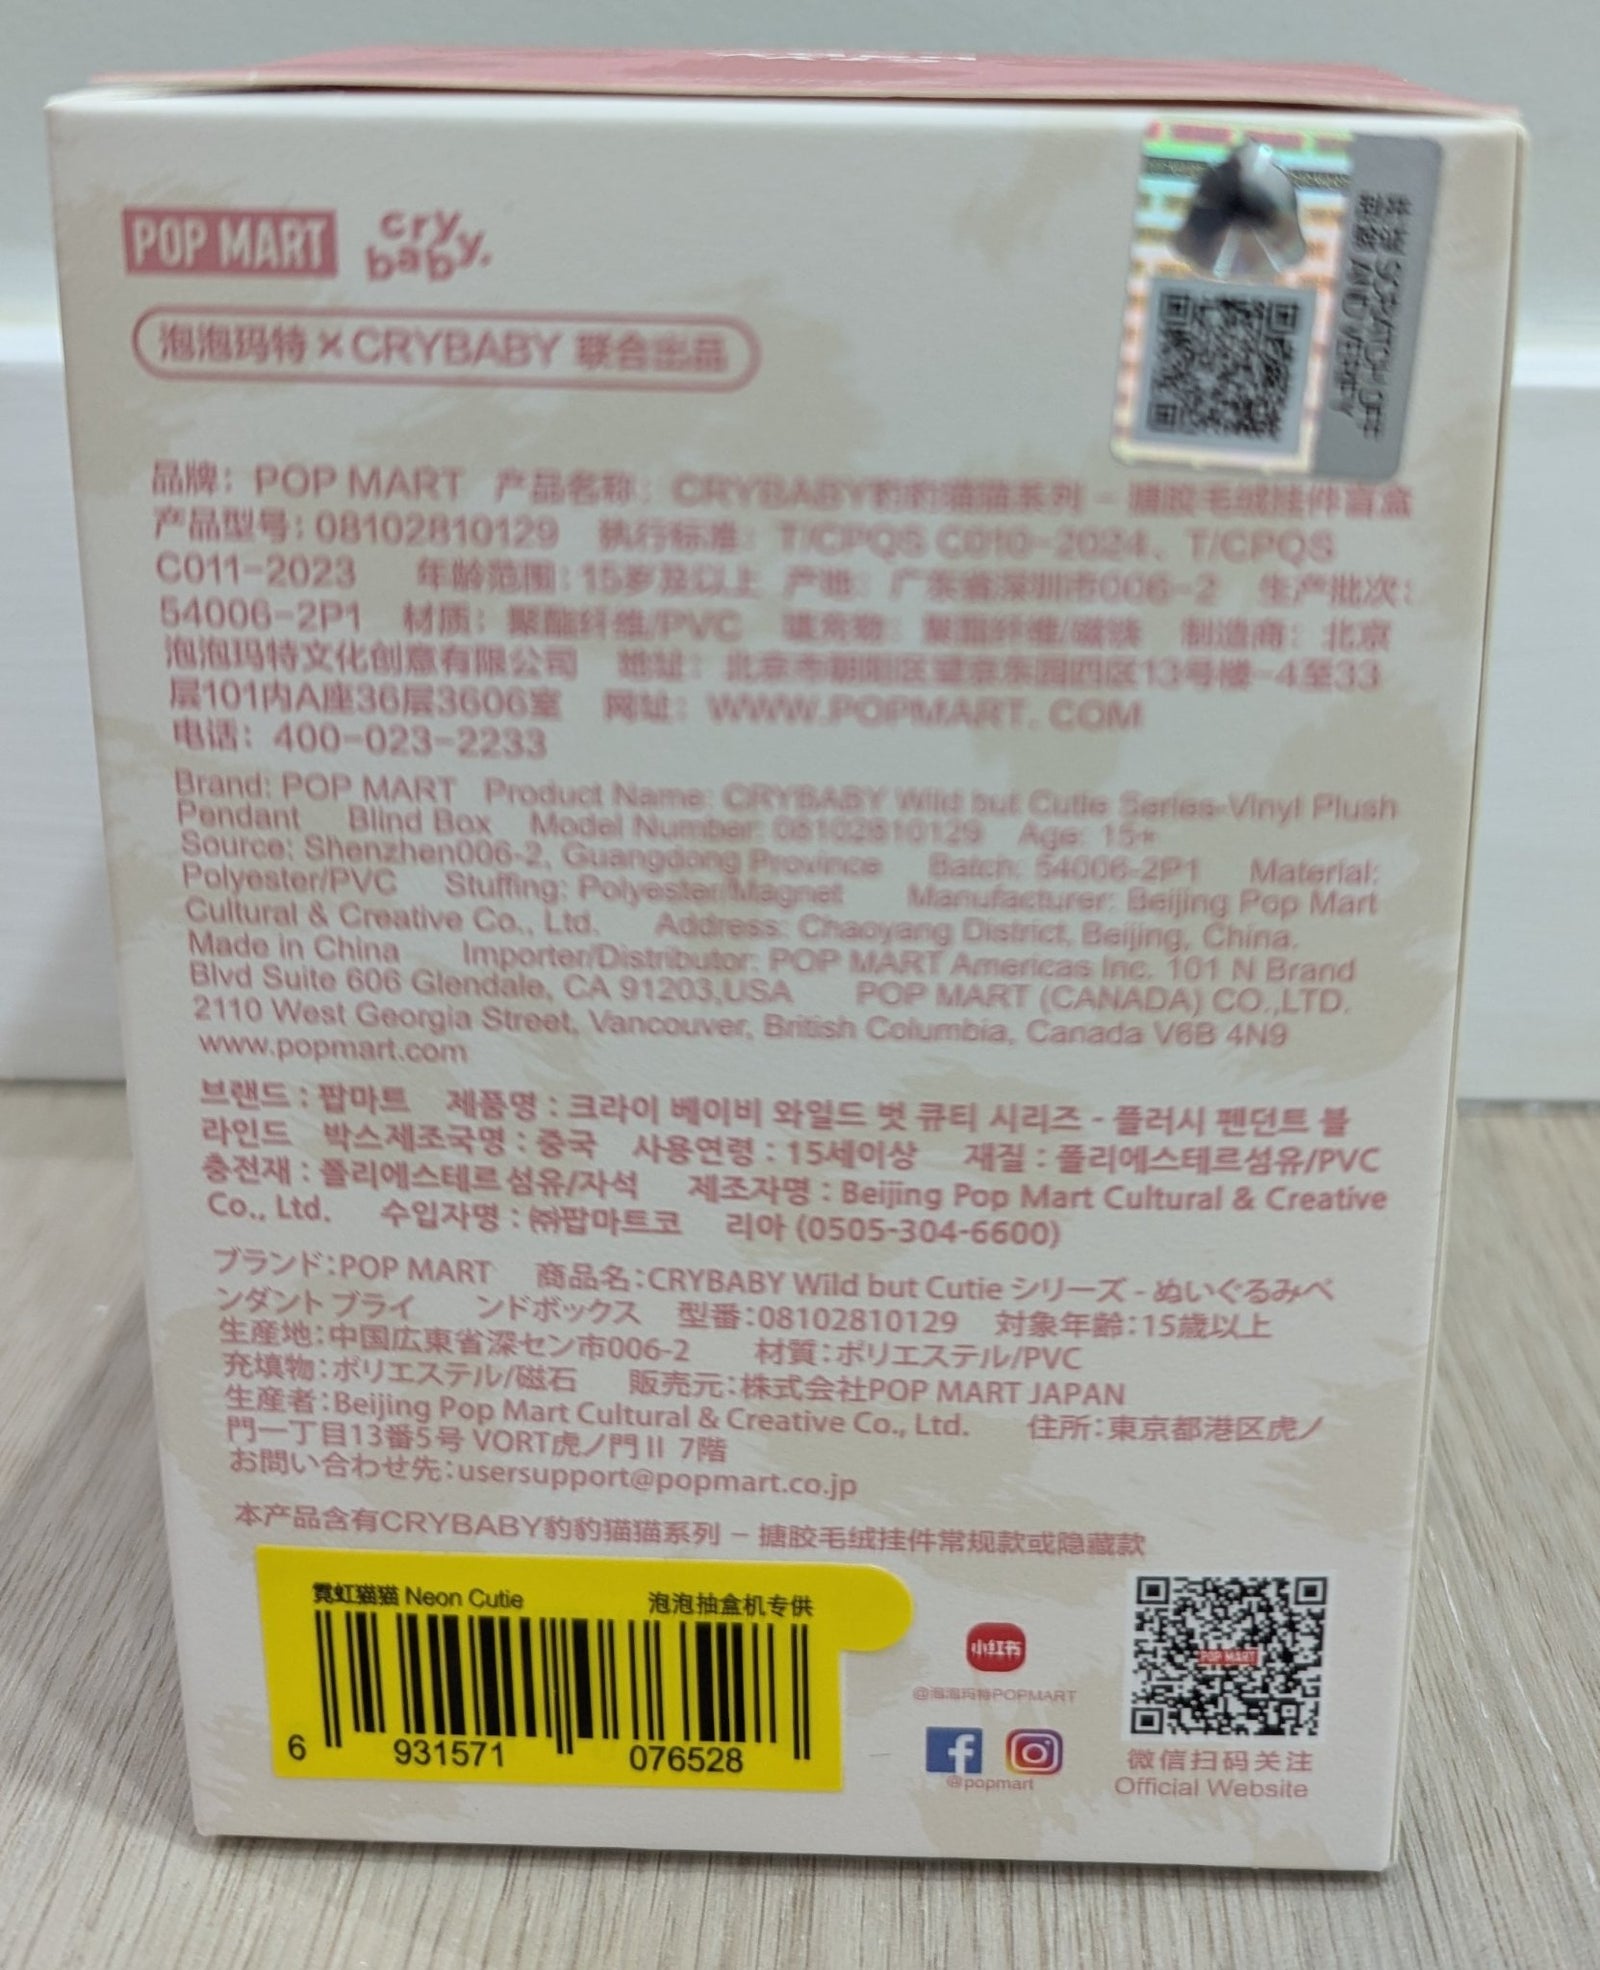 POP MART
cry
baby.
泡泡玛特×CRYBABY 联合出品
刮涂层 SCRATCH OFF
验真伪 AND VERIFY
品牌：POP MART 产品名称：CRYBABY豹豹猫猫系列 – 搪胶毛绒挂件盲盒
产品型号：08102810129 执行标准：T/CPQS C010-2024、T/CPQS
C011-2023 年龄范围：15岁及以上 产地：广东省深圳市006-2 生产批次：
54006-2P1 材质：聚酯纤维/PVC 填充物：聚酯纤维/磁铁 制造商：北京
泡泡玛特文化创意有限公司 地址：北京市朝阳区望京东园四区13号楼-4至33
层101内A座36层3606室 网址：WWW.POPMART. COM
电话：400-023-2233
Brand: POP MART Product Name: CRYBABY Wild but Cutie Series-Vinyl Plush
Pendant Blind Box Model Number: 08102810129 Age: 15+
Source: Shenzhen006-2, Guangdong Province Batch: 54006-2P1 Material:
Polyester/PVC Stuffing: Polyester/Magnet Manufacturer: Beijing Pop Mart
Cultural & Creative Co., Ltd. Address: Chaoyang District, Beijing, China.
Made in China Importer/Distributor: POP MART Americas Inc. 101 N Brand
Blvd Suite 606 Glendale, CA 91203,USA POP MART (CANADA) CO.,LTD.
2110 West Georgia Street, Vancouver, British Columbia, Canada V6B 4N9
www.popmart.com
브랜드 : 팝마트 제품명 : 크라이 베이비 와일드 벗 큐티 시리즈 - 플러시 펜던트 블
라인드 박스제조국명 : 중국 사용연령 : 15세이상 재질 : 폴리에스테르섬유/PVC
충전재 : 폴리에스테르섬유/자석 제조자명 : Beijing Pop Mart Cultural & Creative
Co., Ltd. 수입자명 : ㈜팝마트코 리아 (0505-304-6600)
ブランド:POP MART 商品名:CRYBABY Wild but Cutie シリーズ - ぬいぐるみペ
ンダント ブライ ンドボックス 型番:08102810129 対象年齢:15歳以上
生産地:中国広東省深セン市006-2 材質:ポリエステル/PVC
充填物:ポリエステル/磁石 販売元:株式会社POP MART JAPAN
生産者:Beijing Pop Mart Cultural & Creative Co., Ltd. 住所:東京都港区虎ノ
門一丁目13番5号 VORT虎ノ門II 7階
お問い合わせ先:usersupport@popmart.co.jp
本产品含有CRYBABY豹豹猫猫系列 – 搪胶毛绒挂件常规款或隐藏款
霓虹猫猫 Neon Cutie 泡泡抽盒机专供
6 931571 076528
小红书
@泡泡玛特POPMART
@popmart
POP MART
微信扫码关注
Official Website